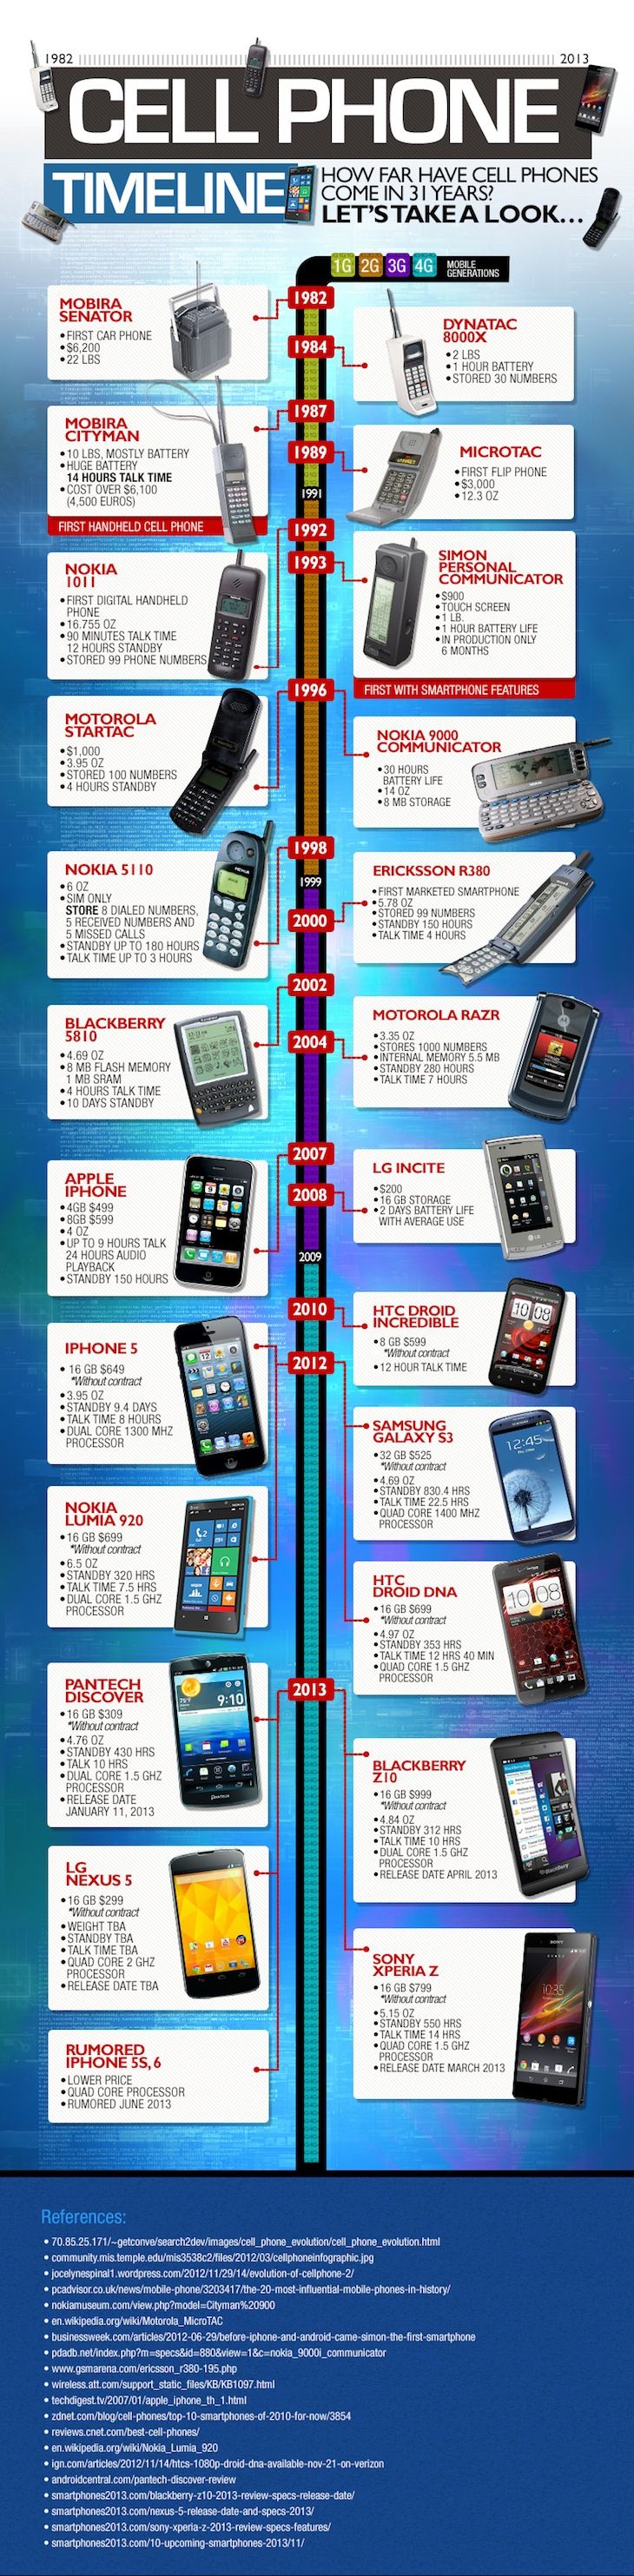 1982
2013
CELL PHONE
TIMELINE
HOW FAR HAVE CELL PHONES
COME IN 31 YEARS?
LET'S TAKE A LOOK...
1G 2G 3G 4G
MOBILE
GENERATIONS
1982
MOBIRA
SENATOR
• FIRST CAR PHONE
• $6,200
• 22 LBS
1984
DYNATAC
8000X
• 2 LBS
• 1 HOUR BATTERY
• STORED 30 NUMBERS
1987
MOBIRA
CITYMAN
• 10 LBS, MOSTLY BATTERY
• HUGE BATTERY
14 HOURS TALK TIME
• COST OVER $6,100
(4,500 EUROS)
FIRST HANDHELD CELL PHONE
1989
MICROTAC
• FIRST FLIP PHONE
• $3,000
• 12.3 OZ
1991
1992
NOKIA
1011
• FIRST DIGITAL HANDHELD
PHONE
• 16.755 OZ
• 90 MINUTES TALK TIME
12 HOURS STANDBY
• STORED 99 PHONE NUMBERS
1993
SIMON
PERSONAL
COMMUNICATOR
• $900
• TOUCH SCREEN
• 1 LB.
• 1 HOUR BATTERY LIFE
• IN PRODUCTION ONLY
6 MONTHS
FIRST WITH SMARTPHONE FEATURES
1996
MOTOROLA
STARTAC
• $1,000
• 3.95 OZ
• STORED 100 NUMBERS
• 4 HOURS STANDBY
NOKIA 9000
COMMUNICATOR
• 30 HOURS
BATTERY LIFE
• 14 OZ
• 8 MB STORAGE
1998
NOKIA 5110
• 6 OZ
• SIM ONLY
STORE 8 DIALED NUMBERS,
5 RECEIVED NUMBERS AND
5 MISSED CALLS
• STANDBY UP TO 180 HOURS
• TALK TIME UP TO 3 HOURS
1999
2000
ERICKSSON R380
• FIRST MARKETED SMARTPHONE
• 5.78 OZ
• STORED 99 NUMBERS
• STANDBY 150 HOURS
• TALK TIME 4 HOURS
2002
BLACKBERRY
5810
• 4.69 OZ
• 8 MB FLASH MEMORY
1 MB SRAM
• 4 HOURS TALK TIME
• 10 DAYS STANDBY
2004
MOTOROLA RAZR
• 3.35 OZ
• STORES 1000 NUMBERS
• INTERNAL MEMORY 5.5 MB
• STANDBY 280 HOURS
• TALK TIME 7 HOURS
2007
APPLE
IPHONE
• 4GB $499
• 8GB $599
• 4 OZ
• UP TO 9 HOURS TALK
24 HOURS AUDIO
PLAYBACK
• STANDBY 150 HOURS
2008
LG INCITE
• $200
• 16 GB STORAGE
• 2 DAYS BATTERY LIFE
WITH AVERAGE USE
2009
2010
HTC DROID
INCREDIBLE
• 8 GB $599
*Without contract
• 12 HOUR TALK TIME
2012
IPHONE 5
• 16 GB $649
*Without contract
• 3.95 OZ
• STANDBY 9.4 DAYS
• TALK TIME 8 HOURS
• DUAL CORE 1300 MHZ
PROCESSOR
SAMSUNG
GALAXY S3
• 32 GB $525
*Without contract
• 4.69 OZ
• STANDBY 830.4 HRS
• TALK TIME 22.5 HRS
• QUAD CORE 1400 MHZ
PROCESSOR
12:45
NOKIA
LUMIA 920
• 16 GB $699
*Without contract
• 6.5 OZ
• STANDBY 320 HRS
• TALK TIME 7.5 HRS
• DUAL CORE 1.5 GHZ
PROCESSOR
HTC
DROID DNA
• 16 GB $699
*Without contract
• 4.97 OZ
• STANDBY 353 HRS
• TALK TIME 12 HRS 40 MIN
• QUAD CORE 1.5 GHZ
PROCESSOR
10 08
2013
PANTECH
DISCOVER
• 16 GB $309
*Without contract
• 4.76 OZ
• STANDBY 430 HRS
• TALK 10 HRS
• DUAL CORE 1.5 GHZ
PROCESSOR
• RELEASE DATE
JANUARY 11, 2013
9:10
BLACKBERRY
Z10
• 16 GB $999
*Without contract
• 4.84 OZ
• STANDBY 312 HRS
• TALK TIME 10 HRS
• DUAL CORE 1.5 GHZ
PROCESSOR
• RELEASE DATE APRIL 2013
LG
NEXUS 5
• 16 GB $299
*Without contract
• WEIGHT TBA
• STANDBY TBA
• TALK TIME TBA
• QUAD CORE 2 GHZ
PROCESSOR
• RELEASE DATE TBA
SONY
XPERIA Z
• 16 GB $799
*Without contract
• 5.15 OZ
• STANDBY 550 HRS
• TALK TIME 14 HRS
• QUAD CORE 1.5 GHZ
PROCESSOR
• RELEASE DATE MARCH 2013
SONY
10:35
RUMORED
IPHONE 5S, 6
• LOWER PRICE
• QUAD CORE PROCESSOR
• RUMORED JUNE 2013
References:
• 70.85.25.171/~getconve/search2dev/images/cell_phone_evolution/cell_phone_evolution.html
• community.mis.temple.edu/mis3538c2/files/2012/03/cellphoneinfographic.jpg
• jocelynespinal1.wordpress.com/2012/11/29/14/evolution-of-cellphone-2/
• pcadvisor.co.uk/news/mobile-phone/3203417/the-20-most-influential-mobile-phones-in-history/
• nokiamuseum.com/view.php?model=Cityman%20900
• en.wikipedia.org/wiki/Motorola_MicroTAC
• businessweek.com/articles/2012-06-29/before-iphone-and-android-came-simon-the-first-smartphone
• pdadb.net/index.php?m=specs&id=880&view=1&c=nokia_9000i_communicator
• www.gsmarena.com/ericsson_r380-195.php
• wireless.att.com/support_static_files/KB/KB1097.html
• techdigest.tv/2007/01/apple_iphone_th_1.html
• zdnet.com/blog/cell-phones/top-10-smartphones-of-2010-for-now/3854
• reviews.cnet.com/best-cell-phones/
• en.wikipedia.org/wiki/Nokia_Lumia_920
• ign.com/articles/2012/11/14/htcs-1080p-droid-dna-available-nov-21-on-verizon
• androidcentral.com/pantech-discover-review
• smartphones2013.com/blackberry-z10-2013-review-specs-release-date/
• smartphones2013.com/nexus-5-release-date-and-specs-2013/
• smartphones2013.com/sony-xperia-z-2013-review-specs-features/
• smartphones2013.com/10-upcoming-smartphones-2013/11/